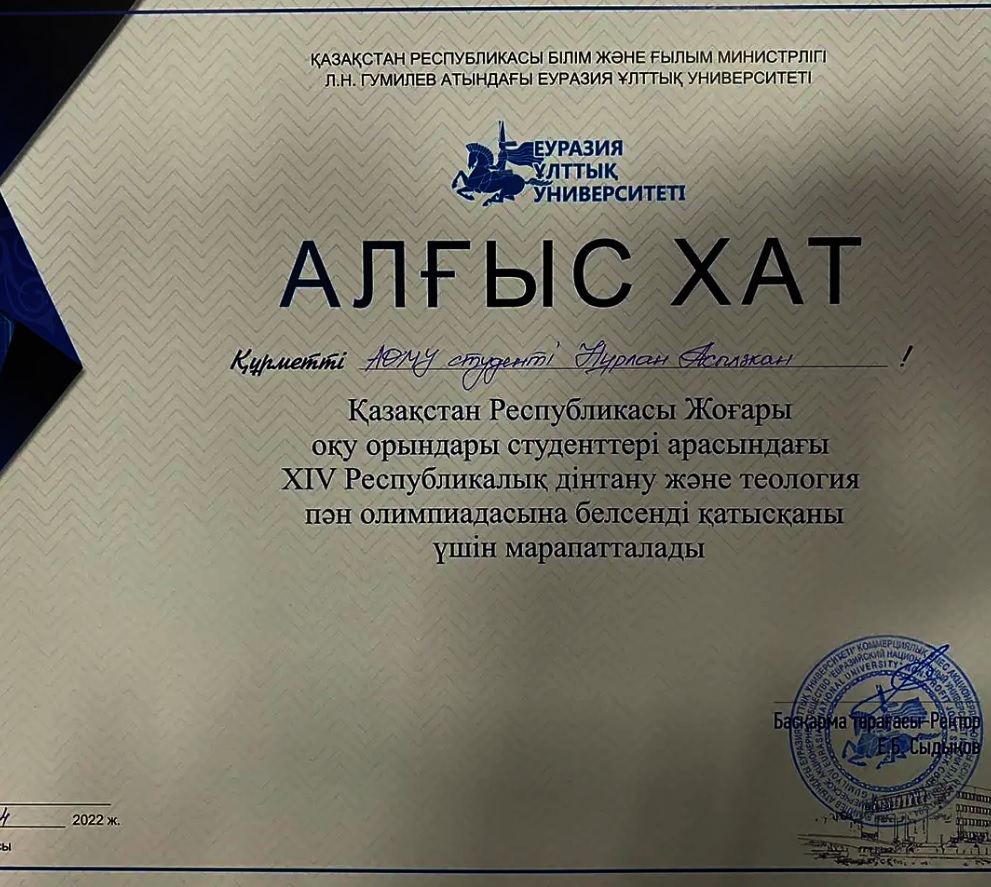 ҚАЗАҚСТАН РЕСПУБЛИКАСЫ БІЛІМ ЖӘНЕ ҒЫЛЫМ МИНИСТРЛІГІ
Л.Н. ГУМИЛЕВ АТЫНДАҒЫ ЕУРАЗИЯ ҰЛТТЫҚ УНИВЕРСИТЕТІ
ЕУРАЗИЯ
ҰЛТТЫҚ
УНИВЕРСИТЕТІ
АЛҒЫС ХАТ
Құрметті АӨМУ студенті Нурлан Асылжан !
Қазақстан Республикасы Жоғары
оқу орындары студенттері арасындағы
XIV Республикалық дінтану және теология
пән олимпиадасына белсенді қатысқаны
үшін марапатталады
Басқарма төрағасы-Ректор
Е.Б. Сыдықов
2022 ж.